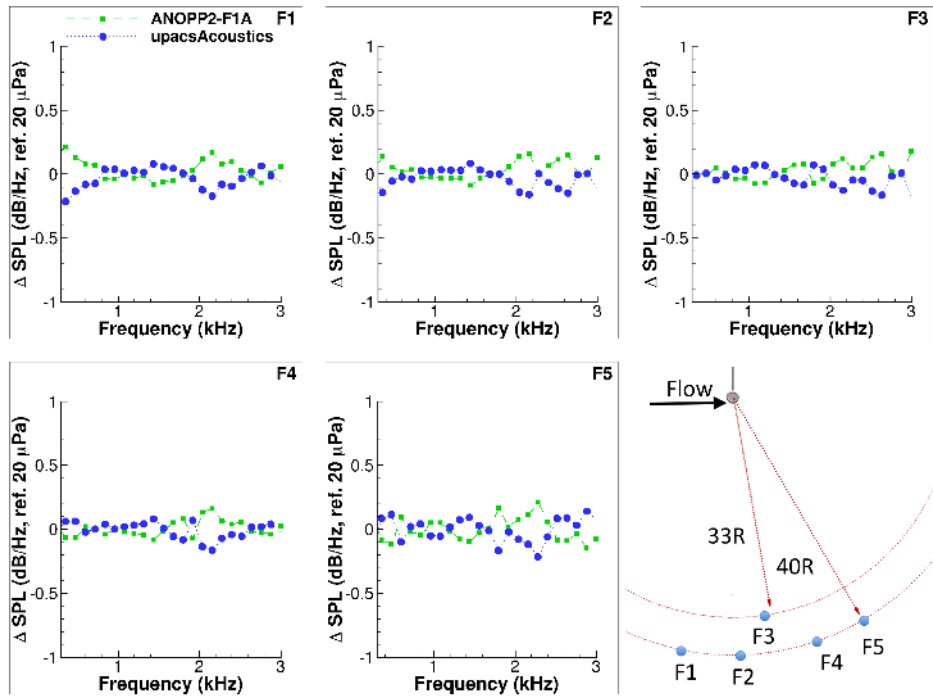 F1
ANOPP2-F1A
upacsAcoustics
Δ SPL (dB/Hz, ref. 20 μPa)
1
0.5
0
-0.5
-1
1
2
3
Frequency (kHz)
F2
Δ SPL (dB/Hz, ref. 20 μPa)
1
0.5
0
-0.5
-1
1
2
3
Frequency (kHz)
F3
Δ SPL (dB/Hz, ref. 20 μPa)
1
0.5
0
-0.5
-1
1
2
3
Frequency (kHz)
F4
Δ SPL (dB/Hz, ref. 20 μPa)
1
0.5
0
-0.5
-1
1
2
3
Frequency (kHz)
F5
Δ SPL (dB/Hz, ref. 20 μPa)
1
0.5
0
-0.5
-1
1
2
3
Frequency (kHz)
Flow
33R
40R
F3
F1
F2
F4
F5